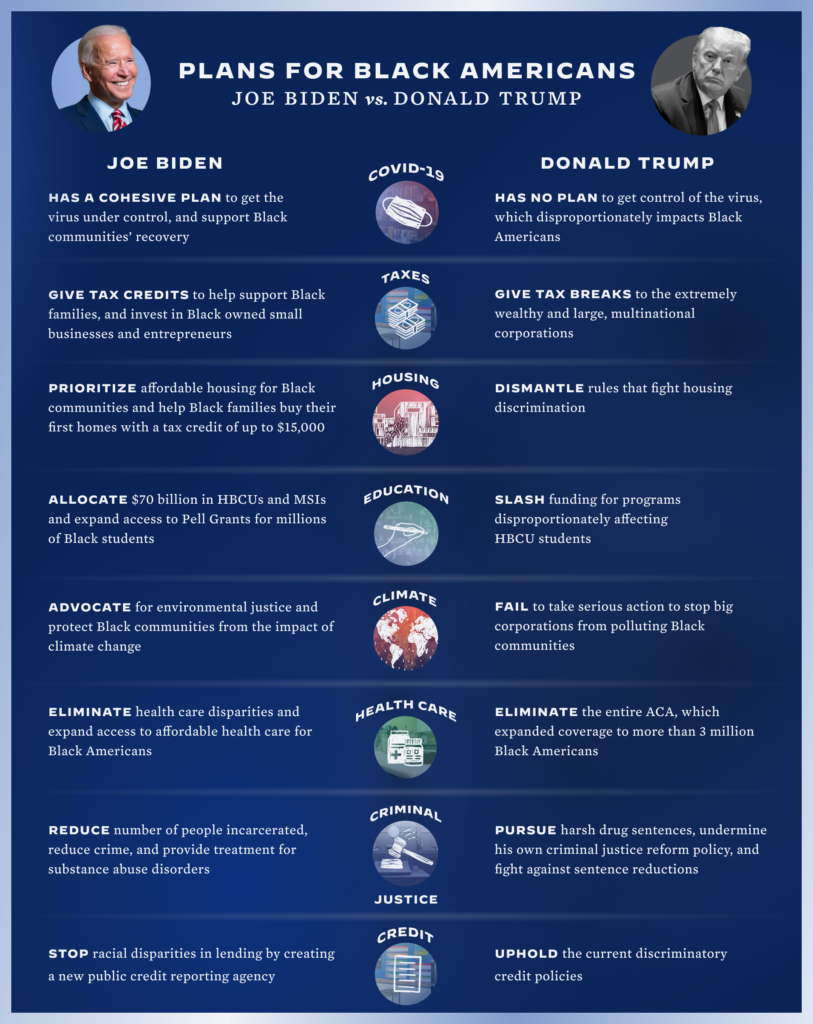 PLANS FOR BLACK AMERICANS
JOE BIDEN vs. DONALD TRUMP
JOE BIDEN
DONALD TRUMP
COVID-19
HAS A COHESIVE PLAN to get the
virus under control, and support Black
communities’ recovery
HAS NO PLAN to get control of the virus,
which disproportionately impacts Black
Americans
TAXES
GIVE TAX CREDITS to help support Black
families, and invest in Black owned small
businesses and entrepreneurs
GIVE TAX BREAKS to the extremely
wealthy and large, multinational
corporations
HOUSING
PRIORITIZE affordable housing for Black
communities and help Black families buy their
first homes with a tax credit of up to $15,000
DISMANTLE rules that fight housing
discrimination
EDUCATION
ALLOCATE $70 billion in HBCUs and MSIs
and expand access to Pell Grants for millions
of Black students
SLASH funding for programs
disproportionately affecting
HBCU students
CLIMATE
ADVOCATE for environmental justice and
protect Black communities from the impact of
climate change
FAIL to take serious action to stop big
corporations from polluting Black
communities
HEALTH CARE
ELIMINATE health care disparities and
expand access to affordable health care for
Black Americans
ELIMINATE the entire ACA, which
expanded coverage to more than 3 million
Black Americans
CRIMINAL
JUSTICE
REDUCE number of people incarcerated,
reduce crime, and provide treatment for
substance abuse disorders
PURSUE harsh drug sentences, undermine
his own criminal justice reform policy, and
fight against sentence reductions
CREDIT
STOP racial disparities in lending by creating
a new public credit reporting agency
UPHOLD the current discriminatory
credit policies